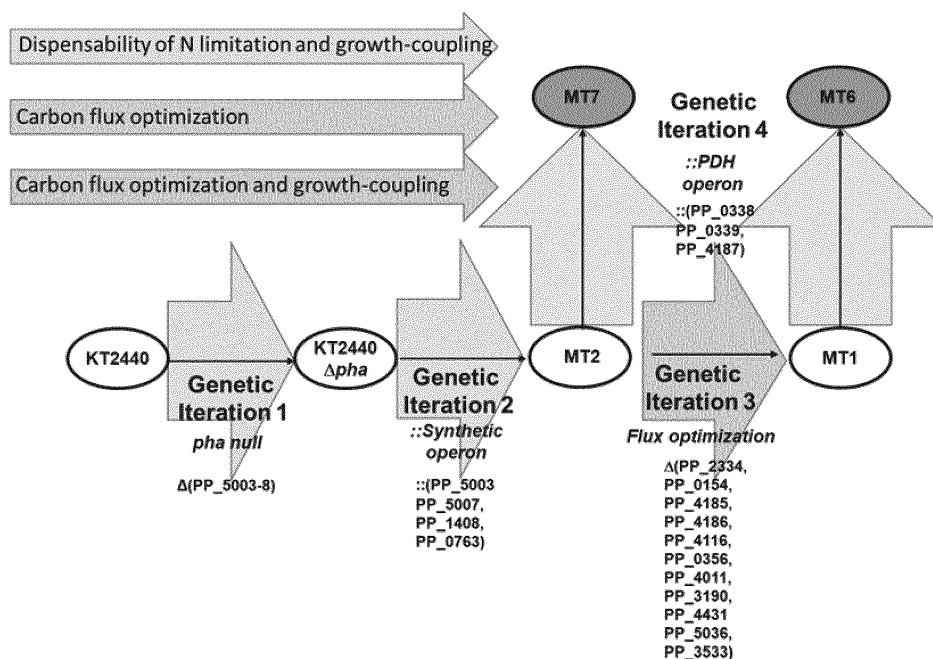 Dispensability of N limitation and growth-coupling
Carbon flux optimization
Carbon flux optimization and growth-coupling
MT7
Genetic
Iteration 4
::PDH
operon
::(PP_0338
PP_0339,
PP_4187)
MT6
KT2440
Genetic
Iteration 1
pha null
Δ(PP_5003-8)
KT2440
Δpha
Genetic
Iteration 2
::Synthetic
operon
::(PP_5003
PP_5007,
PP_1408,
PP_0763)
MT2
Genetic
Iteration 3
Flux optimization
Δ(PP_2334,
PP_0154,
PP_4185,
PP_4186,
PP_4116,
PP_0356,
PP_4011,
PP_3190,
PP_4431
PP_5036,
PP_3533)
MT1